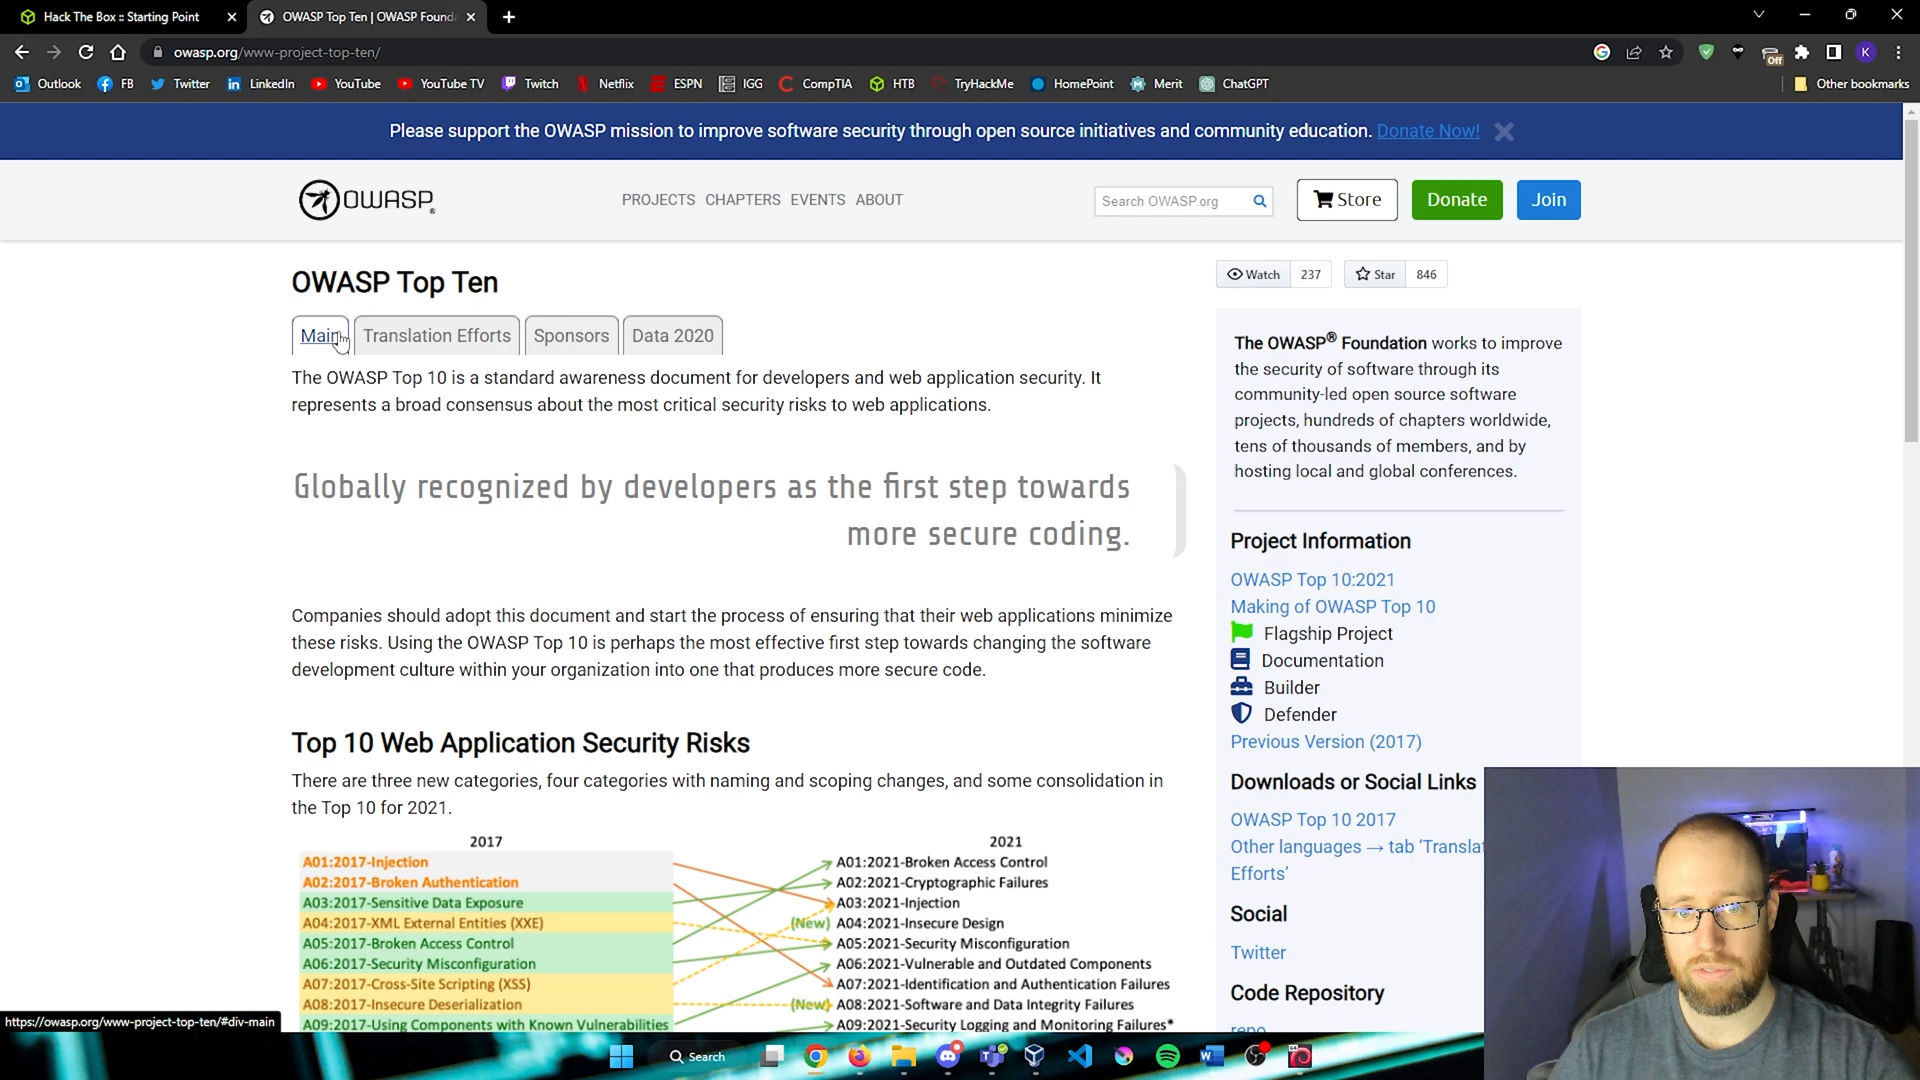 Hack The Box :: Starting Point
OWASP Top Ten | OWASP Founda
owasp.org/www-project-top-ten/
Off
K
Outlook FB Twitter LinkedIn YouTube YouTube TV Twitch Netflix ESPN IGG CompTIA HTB TryHackMe HomePoint Merit ChatGPT Other bookmarks
Please support the OWASP mission to improve software security through open source initiatives and community education. Donate Now!
OWASP
PROJECTS CHAPTERS EVENTS ABOUT
Search OWASP.org
Store
Donate
Join
OWASP Top Ten
Watch 237
Star 846
Main Translation Efforts Sponsors Data 2020
The OWASP Top 10 is a standard awareness document for developers and web application security. It
represents a broad consensus about the most critical security risks to web applications.
Globally recognized by developers as the first step towards
more secure coding.
Companies should adopt this document and start the process of ensuring that their web applications minimize
these risks. Using the OWASP Top 10 is perhaps the most effective first step towards changing the software
development culture within your organization into one that produces more secure code.
Top 10 Web Application Security Risks
There are three new categories, four categories with naming and scoping changes, and some consolidation in
the Top 10 for 2021.
2017
A01:2017-Injection
A02:2017-Broken Authentication
A03:2017-Sensitive Data Exposure
A04:2017-XML External Entities (XXE)
A05:2017-Broken Access Control
A06:2017-Security Misconfiguration
A07:2017-Cross-Site Scripting (XSS)
A08:2017-Insecure Deserialization
A09:2017-Using Components with Known Vulnerabilities
2021
A01:2021-Broken Access Control
A02:2021-Cryptographic Failures
A03:2021-Injection
(New) A04:2021-Insecure Design
A05:2021-Security Misconfiguration
A06:2021-Vulnerable and Outdated Components
A07:2021-Identification and Authentication Failures
(New) A08:2021-Software and Data Integrity Failures
A09:2021-Security Logging and Monitoring Failures*
The OWASP® Foundation works to improve
the security of software through its
community-led open source software
projects, hundreds of chapters worldwide,
tens of thousands of members, and by
hosting local and global conferences.
Project Information
OWASP Top 10:2021
Making of OWASP Top 10
Flagship Project
Documentation
Builder
Defender
Previous Version (2017)
Downloads or Social Links
OWASP Top 10 2017
Other languages → tab ‘Translat
Efforts’
Social
Twitter
Code Repository
repo
https://owasp.org/www-project-top-ten/#div-main
Search